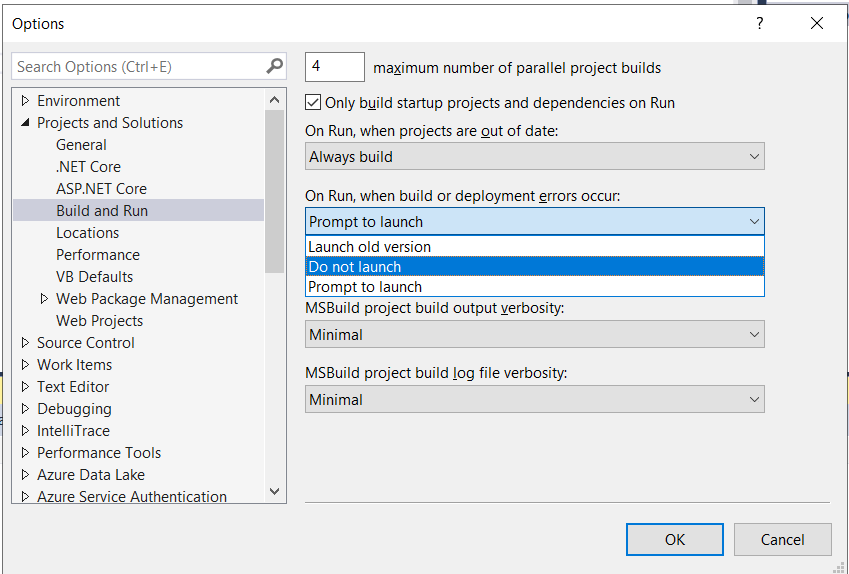 Options
?
Search Options (Ctrl+E)
Environment
Projects and Solutions
General
.NET Core
ASP.NET Core
Build and Run
Locations
Performance
VB Defaults
Web Package Management
Web Projects
Source Control
Work Items
Text Editor
Debugging
IntelliTrace
Performance Tools
Azure Data Lake
Azure Service Authentication
4 maximum number of parallel project builds
Only build startup projects and dependencies on Run
On Run, when projects are out of date:
Always build
On Run, when build or deployment errors occur:
Prompt to launch
Launch old version
Do not launch
Prompt to launch
MSBuild project build output verbosity:
Minimal
MSBuild project build log file verbosity:
Minimal
OK Cancel